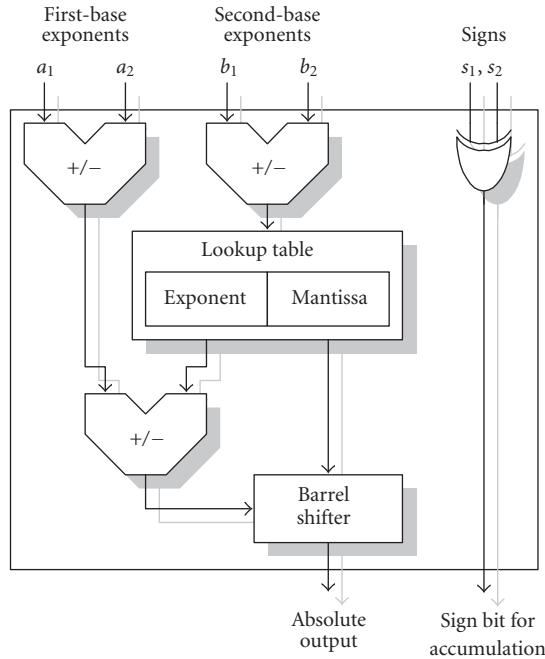 First-base
exponents
Second-base
exponents
Signs
a1
a2
b1
b2
s1, s2
+/−
+/−
Lookup table
Exponent
Mantissa
+/−
Barrel
shifter
Absolute
output
Sign bit for
accumulation